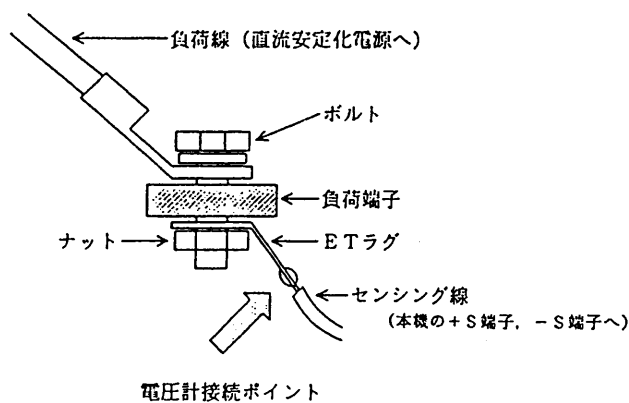 負荷線（直流安定化電源へ）
ボルト
負荷端子
ナット
ＥＴラグ
センシング線
（本機の＋Ｓ端子，－Ｓ端子へ）
電圧計接続ポイント